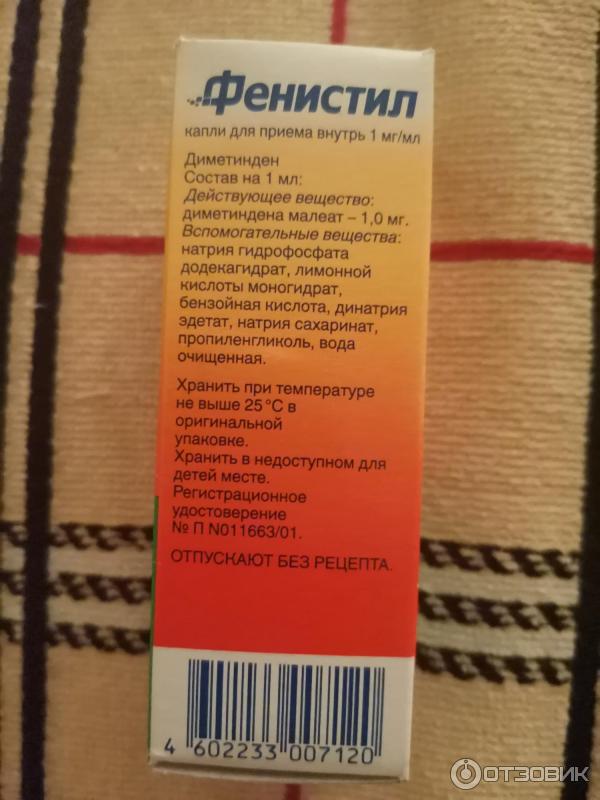 Фенистил
капли для приема внутрь 1 мг/мл
Диметинден
Состав на 1 мл:
Действующее вещество:
диметиндена малеат – 1,0 мг.
Вспомогательные вещества:
натрия гидрофосфата
додекагидрат, лимонной
кислоты моногидрат,
бензойная кислота, динатрия
эдетат, натрия сахаринат,
пропиленгликоль, вода
очищенная.
Хранить при температуре
не выше 25 °С в
оригинальной
упаковке.
Хранить в недоступном для
детей месте.
Регистрационное
удостоверение
№ П N011663/01.
ОТПУСКАЮТ БЕЗ РЕЦЕПТА.
4 602233 007120
ОТЗОВИК